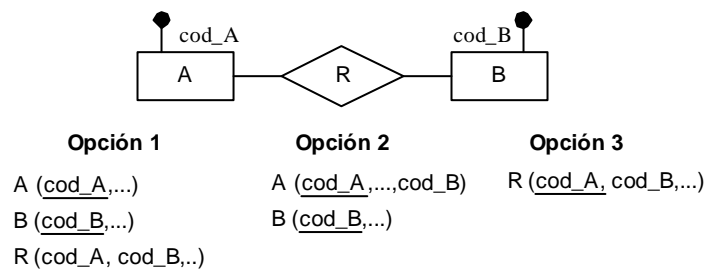 cod_A cod_B
A R B
Opción 1 Opción 2 Opción 3
A (cod_A,...) A (cod_A,...,cod_B) R (cod_A, cod_B,...)
B (cod_B,...) B (cod_B,...)
R (cod_A, cod_B,..)